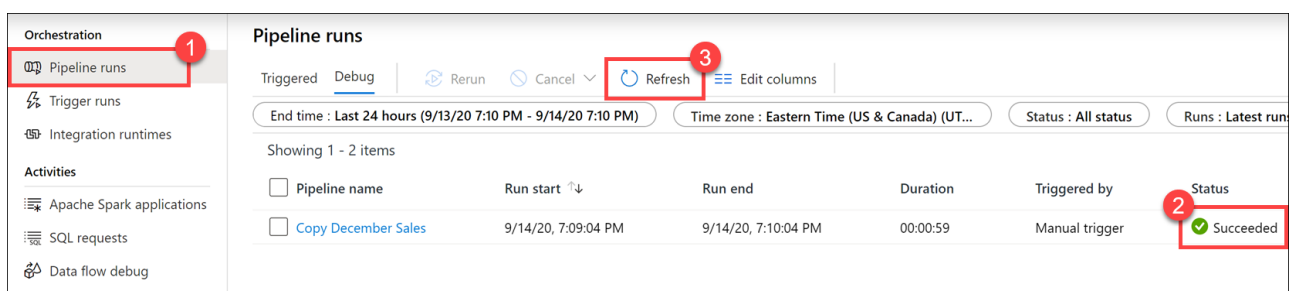 Orchestration
1
Pipeline runs
Trigger runs
Integration runtimes
Activities
Apache Spark applications
SQL requests
Data flow debug
Pipeline runs
3
Triggered Debug Rerun Cancel Refresh Edit columns
End time : Last 24 hours (9/13/20 7:10 PM - 9/14/20 7:10 PM) Time zone : Eastern Time (US & Canada) (UT... Status : All status Runs : Latest runs
Showing 1 - 2 items
Pipeline name Run start Run end Duration Triggered by Status
2
Copy December Sales 9/14/20, 7:09:04 PM 9/14/20, 7:10:04 PM 00:00:59 Manual trigger Succeeded